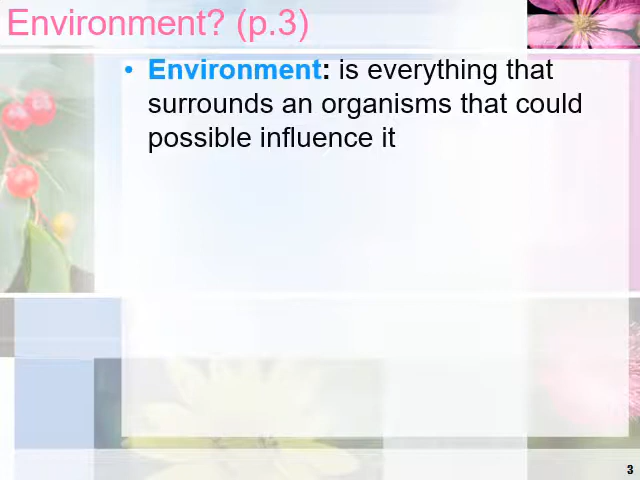 Environment? (p.3)
• Environment: is everything that
surrounds an organisms that could
possible influence it
3